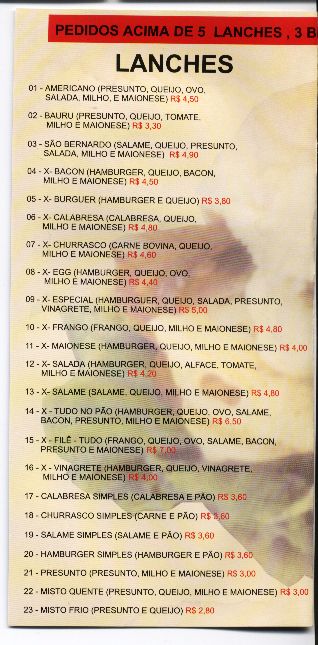 PEDIDOS ACIMA DE 5 LANCHES , 3 B
LANCHES
01 - AMERICANO (PRESUNTO, QUEIJO, OVO,
SALADA, MILHO, E MAIONESE) R$ 4,50
02 - BAURU (PRESUNTO, QUEIJO, TOMATE,
MILHO E MAIONESE) R$ 3,30
03 - SÃO BERNARDO (SALAME, QUEIJO, PRESUNTO,
SALADA, MILHO E MAIONESE) R$ 4,90
04 - X- BACON (HAMBURGER, QUEIJO, BACON,
MILHO E MAIONESE) R$ 4,50
05 - X- BURGUER (HAMBURGER E QUEIJO) R$ 3,80
06 - X- CALABRESA (CALABRESA, QUEIJO,
MILHO E MAIONESE) R$ 4,80
07 - X- CHURRASCO (CARNE BOVINA, QUEIJO,
MILHO E MAIONESE) R$ 4,60
08 - X- EGG (HAMBURGER, QUEIJO, OVO,
MILHO E MAIONESE) R$ 4,40
09 - X- ESPECIAL (HAMBURGUER, QUEIJO, SALADA, PRESUNTO,
VINAGRETE, MILHO E MAIONESE) R$ 5,00
10 - X- FRANGO (FRANGO, QUEIJO, MILHO E MAIONESE) R$ 4,80
11 - X- MAIONESE (HAMBURGER, QUEIJO, MILHO E MAIONESE) R$ 4,00
12 - X- SALADA (HAMBURGER, QUEIJO, ALFACE, TOMATE,
MILHO E MAIONESE) R$ 4,20
13 - X- SALAME (SALAME, QUEIJO, MILHO E MAIONESE) R$ 4,80
14 - X - TUDO NO PÃO (HAMBURGER, QUEIJO, OVO, SALAME,
BACON, PRESUNTO, MILHO E MAIONESE) R$ 6,50
15 - X - FILÉ - TUDO (FRANGO, QUEIJO, OVO, SALAME, BACON,
PRESUNTO E MAIONESE) R$ 7,00
16 - X - VINAGRETE (HAMBURGER, QUEIJO, VINAGRETE,
MILHO E MAIONESE) R$ 4,00
17 - CALABRESA SIMPLES (CALABRESA E PÃO) R$ 3,60
18 - CHURRASCO SIMPLES (CARNE E PÃO) R$ 3,60
19 - SALAME SIMPLES (SALAME E PÃO) R$ 3,60
20 - HAMBURGER SIMPLES (HAMBURGER E PÃO) R$ 3,60
21 - PRESUNTO (PRESUNTO, MILHO E MAIONESE) R$ 3,00
22 - MISTO QUENTE (PRESUNTO, MILHO E MAIONESE) R$ 3,00
23 - MISTO FRIO (PRESUNTO E QUEIJO) R$ 2,80